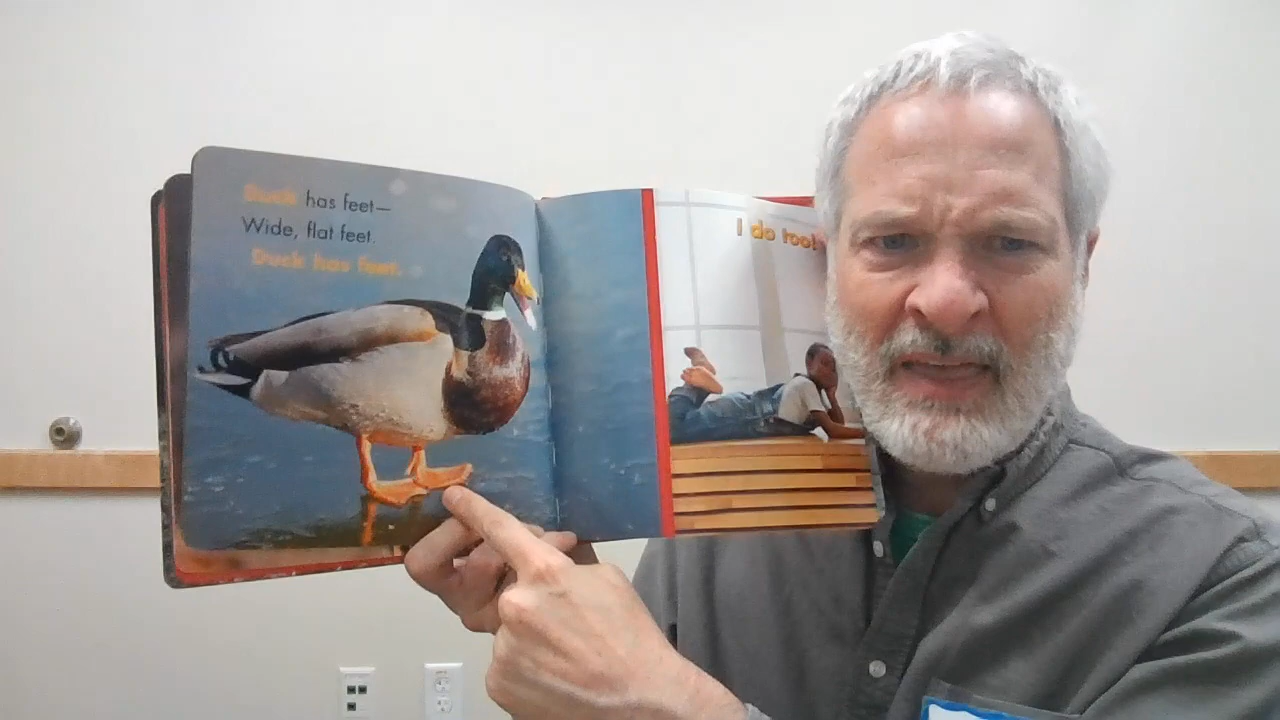 Duck has feet—
Wide, flat feet.
Duck has feet.
I do too!